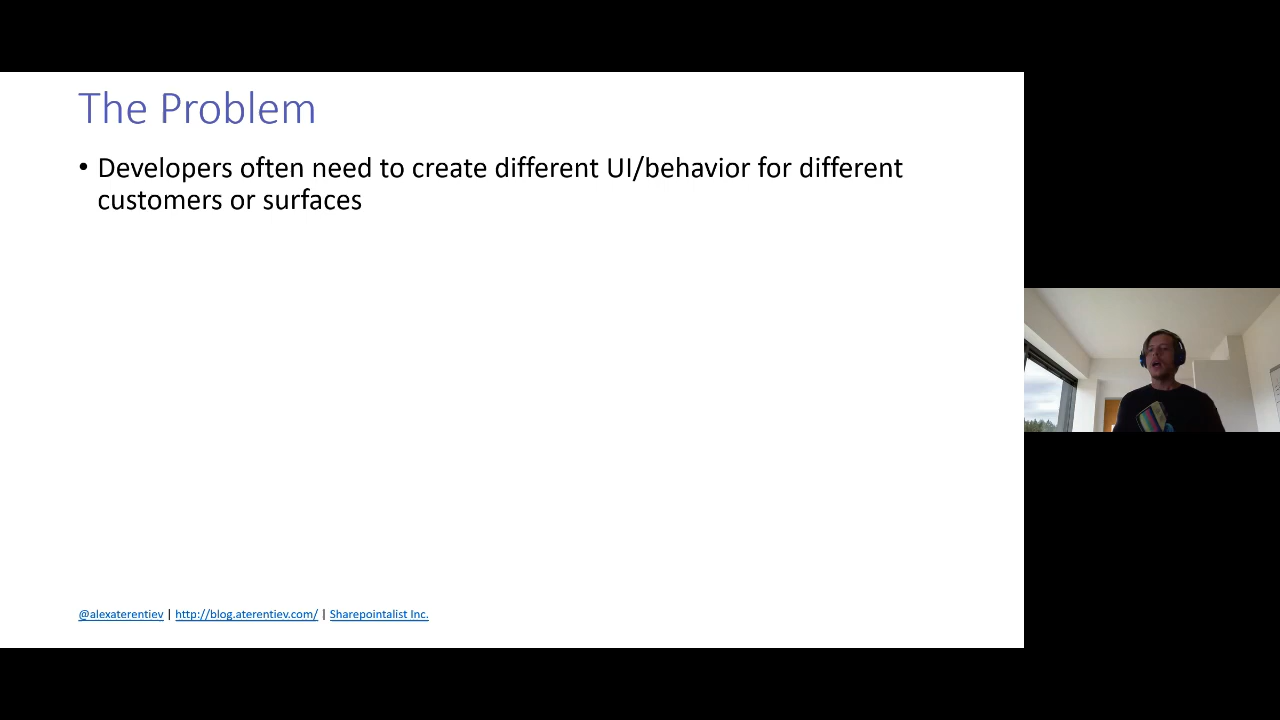 The Problem
• Developers often need to create different UI/behavior for different
customers or surfaces
@alexaterentiev | http://blog.aterentiev.com/ | Sharepointalist Inc.